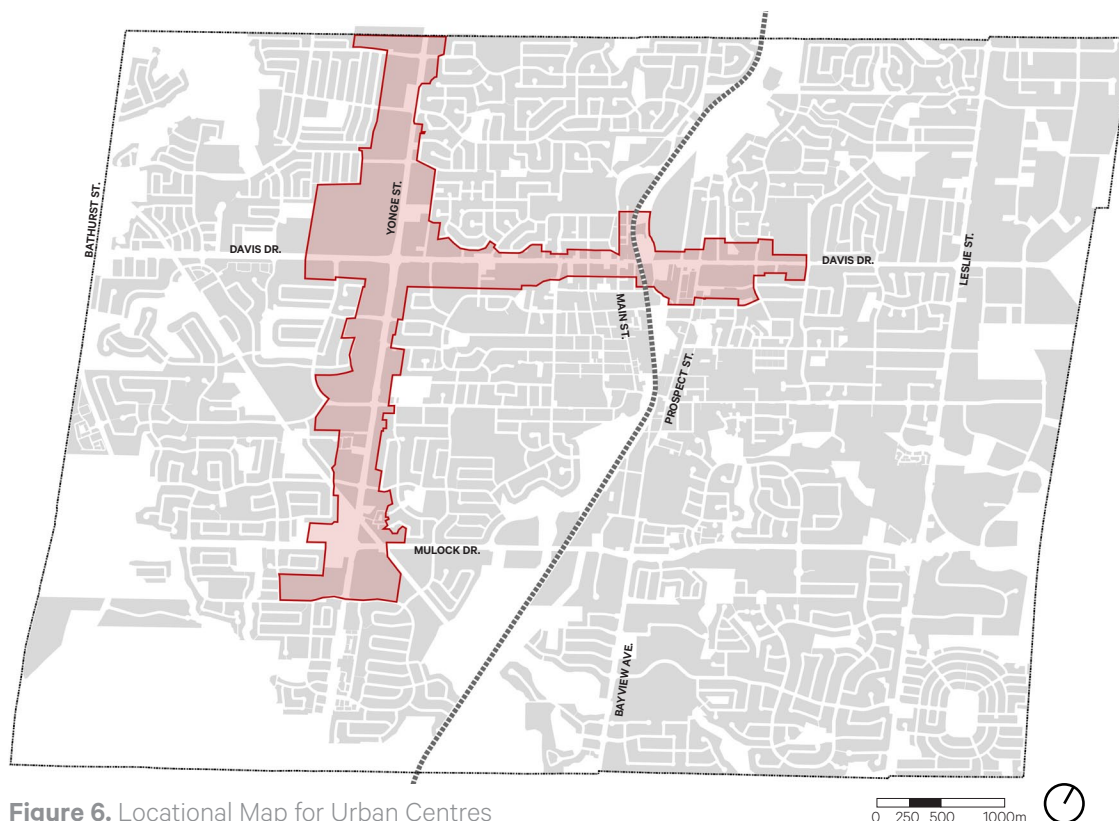 BATHURST ST.
YONGE ST.
DAVIS DR.
DAVIS DR.
LESLIE ST.
MAIN ST.
PROSPECT ST.
MULOCK DR.
BAYVIEW AVE.
Figure 6. Locational Map for Urban Centres
0 250 500 1000m